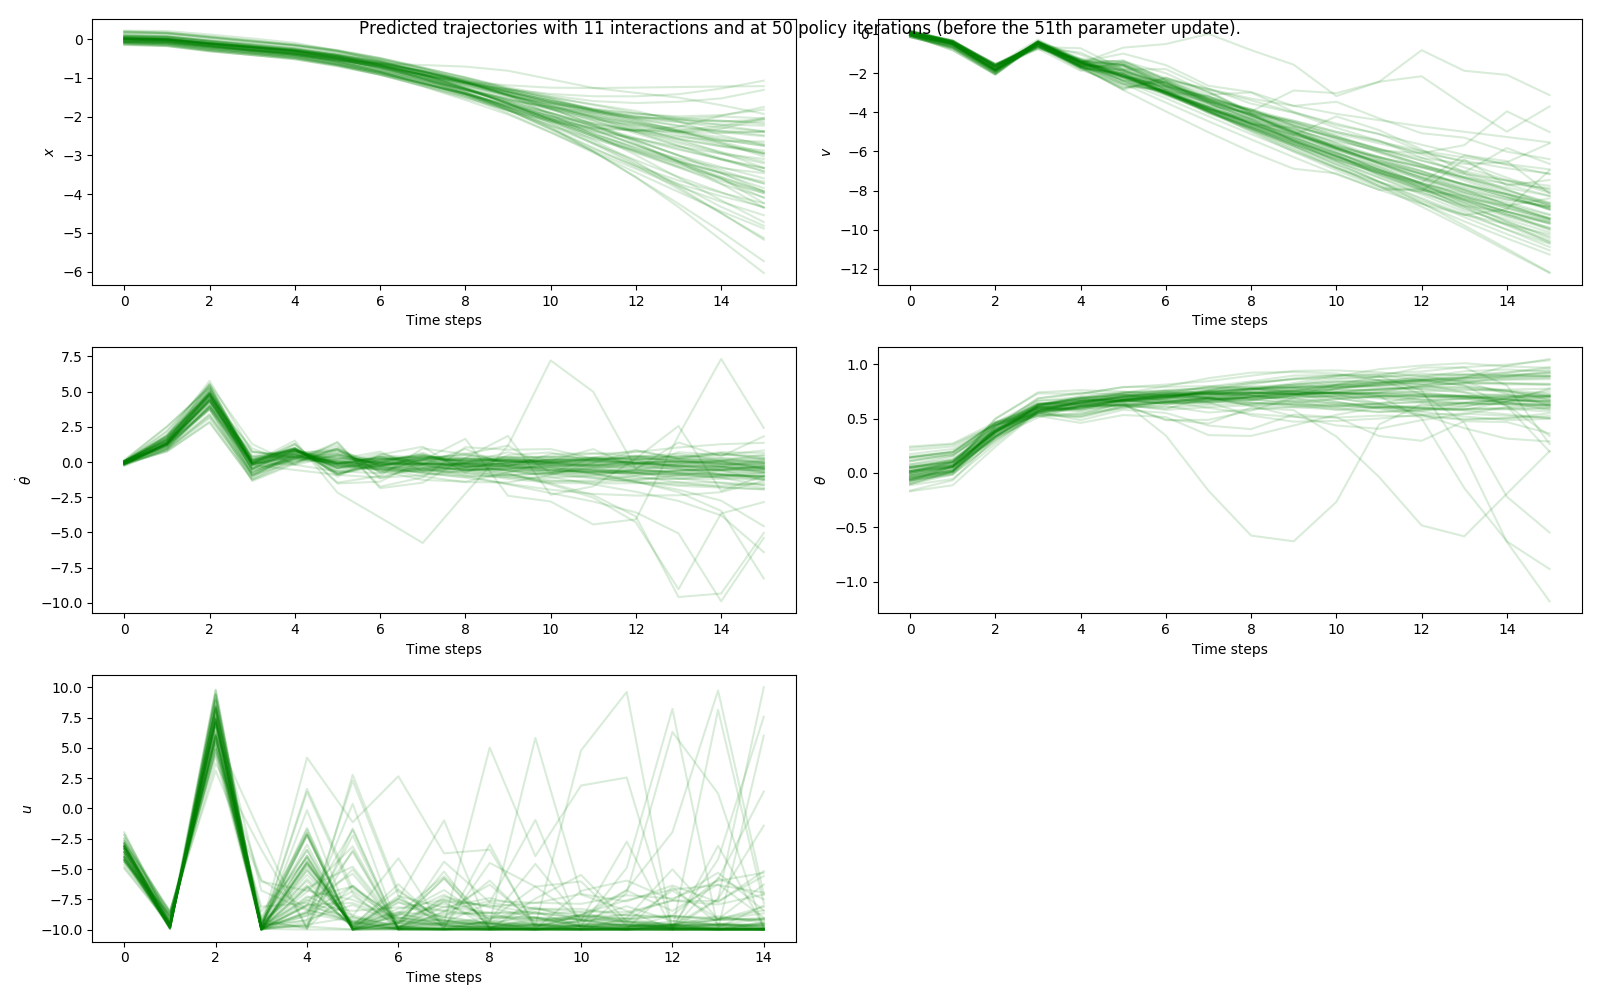 Predicted trajectories with 11 interactions and at 50 policy iterations (before the 51th parameter update).
0
−1
−2
−3
−4
−5
−6
x
0 2 4 6 8 10 12 14
Time steps
0
−2
−4
−6
−8
−10
−12
v
0 2 4 6 8 10 12 14
Time steps
7.5
5.0
2.5
0.0
−2.5
−5.0
−7.5
−10.0
θ̇
0 2 4 6 8 10 12 14
Time steps
1.0
0.5
0.0
−0.5
−1.0
θ
0 2 4 6 8 10 12 14
Time steps
10.0
7.5
5.0
2.5
0.0
−2.5
−5.0
−7.5
−10.0
u
0 2 4 6 8 10 12 14
Time steps